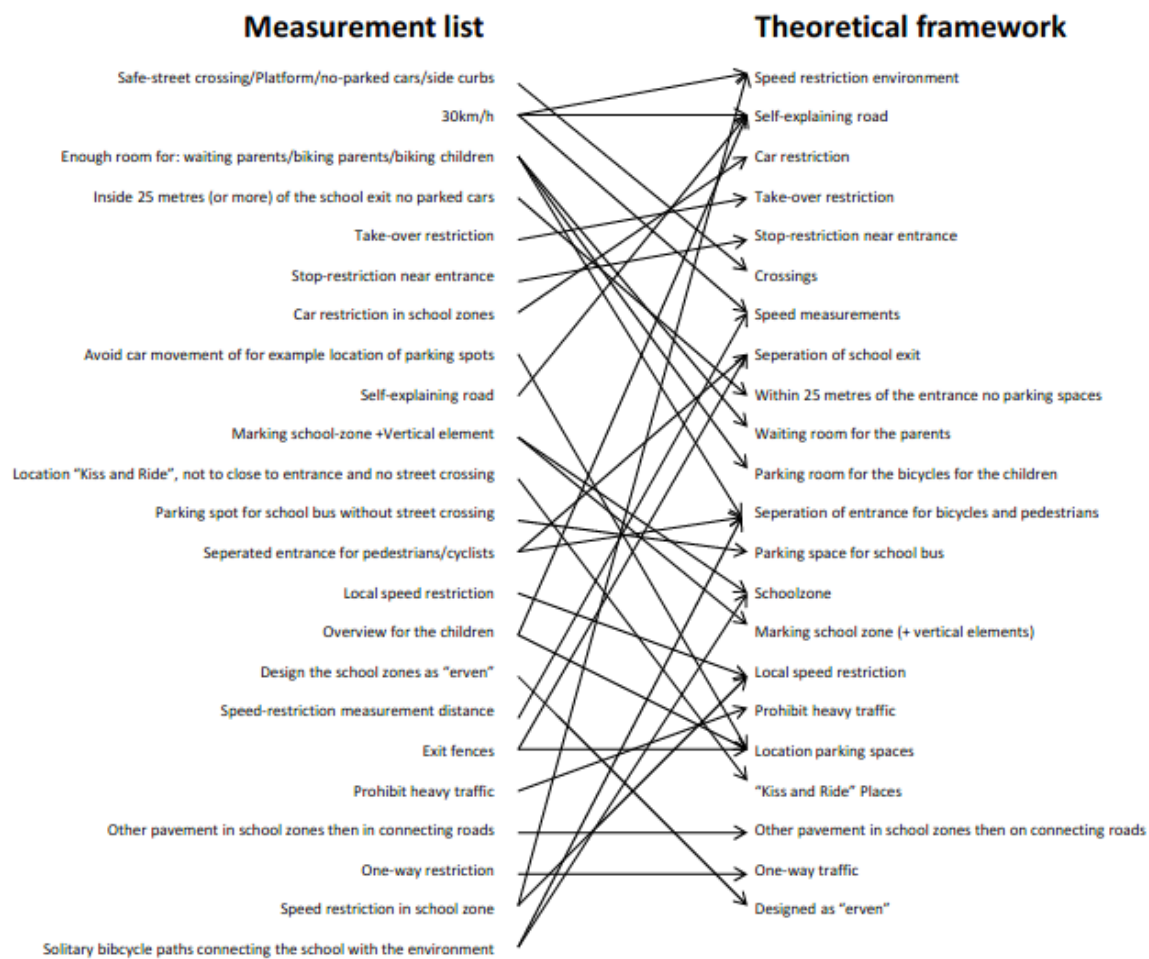 Measurement list
Theoretical framework
Safe-street crossing/Platform/no-parked cars/side curbs
30km/h
Enough room for: waiting parents/biking parents/biking children
Inside 25 metres (or more) of the school exit no parked cars
Take-over restriction
Stop-restriction near entrance
Car restriction in school zones
Avoid car movement of for example location of parking spots
Self-explaining road
Marking school-zone +Vertical element
Location “Kiss and Ride”, not to close to entrance and no street crossing
Parking spot for school bus without street crossing
Seperated entrance for pedestrians/cyclists
Local speed restriction
Overview for the children
Design the school zones as “erven”
Speed-restriction measurement distance
Exit fences
Prohibit heavy traffic
Other pavement in school zones then in connecting roads
One-way restriction
Speed restriction in school zone
Solitary bibcycle paths connecting the school with the environment
Speed restriction environment
Self-explaining road
Car restriction
Take-over restriction
Stop-restriction near entrance
Crossings
Speed measurements
Seperation of school exit
Within 25 metres of the entrance no parking spaces
Waiting room for the parents
Parking room for the bicycles for the children
Seperation of entrance for bicycles and pedestrians
Parking space for school bus
Schoolzone
Marking school zone (+ vertical elements)
Local speed restriction
Prohibit heavy traffic
Location parking spaces
“Kiss and Ride” Places
Other pavement in school zones then on connecting roads
One-way traffic
Designed as “erven”